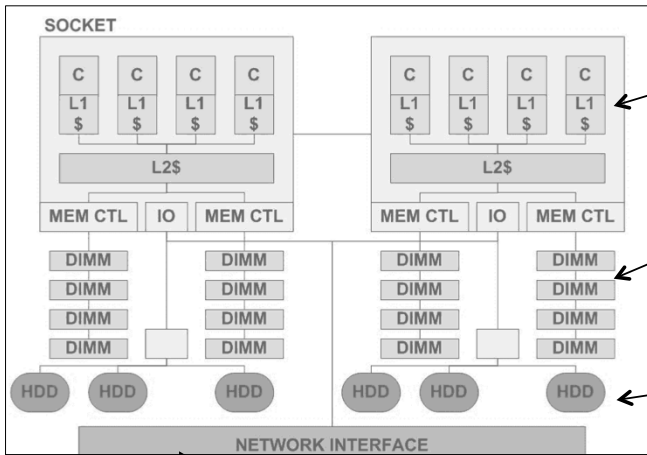 SOCKET
C C C C C C C C
L1 L1 L1 L1 L1 L1 L1 L1
$ $ $ $ $ $ $ $
L2$ L2$
MEM CTL IO MEM CTL MEM CTL IO MEM CTL
DIMM DIMM DIMM DIMM
DIMM DIMM DIMM DIMM
DIMM DIMM DIMM DIMM
DIMM DIMM DIMM DIMM
HDD HDD HDD HDD HDD HDD
NETWORK INTERFACE